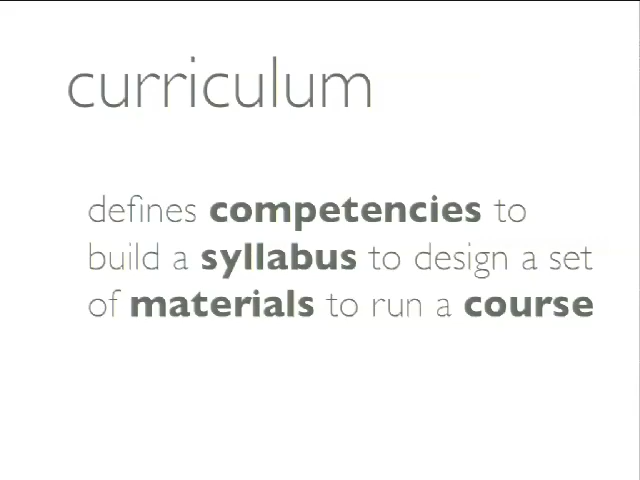 curriculum
defines competencies to
build a syllabus to design a set
of materials to run a course